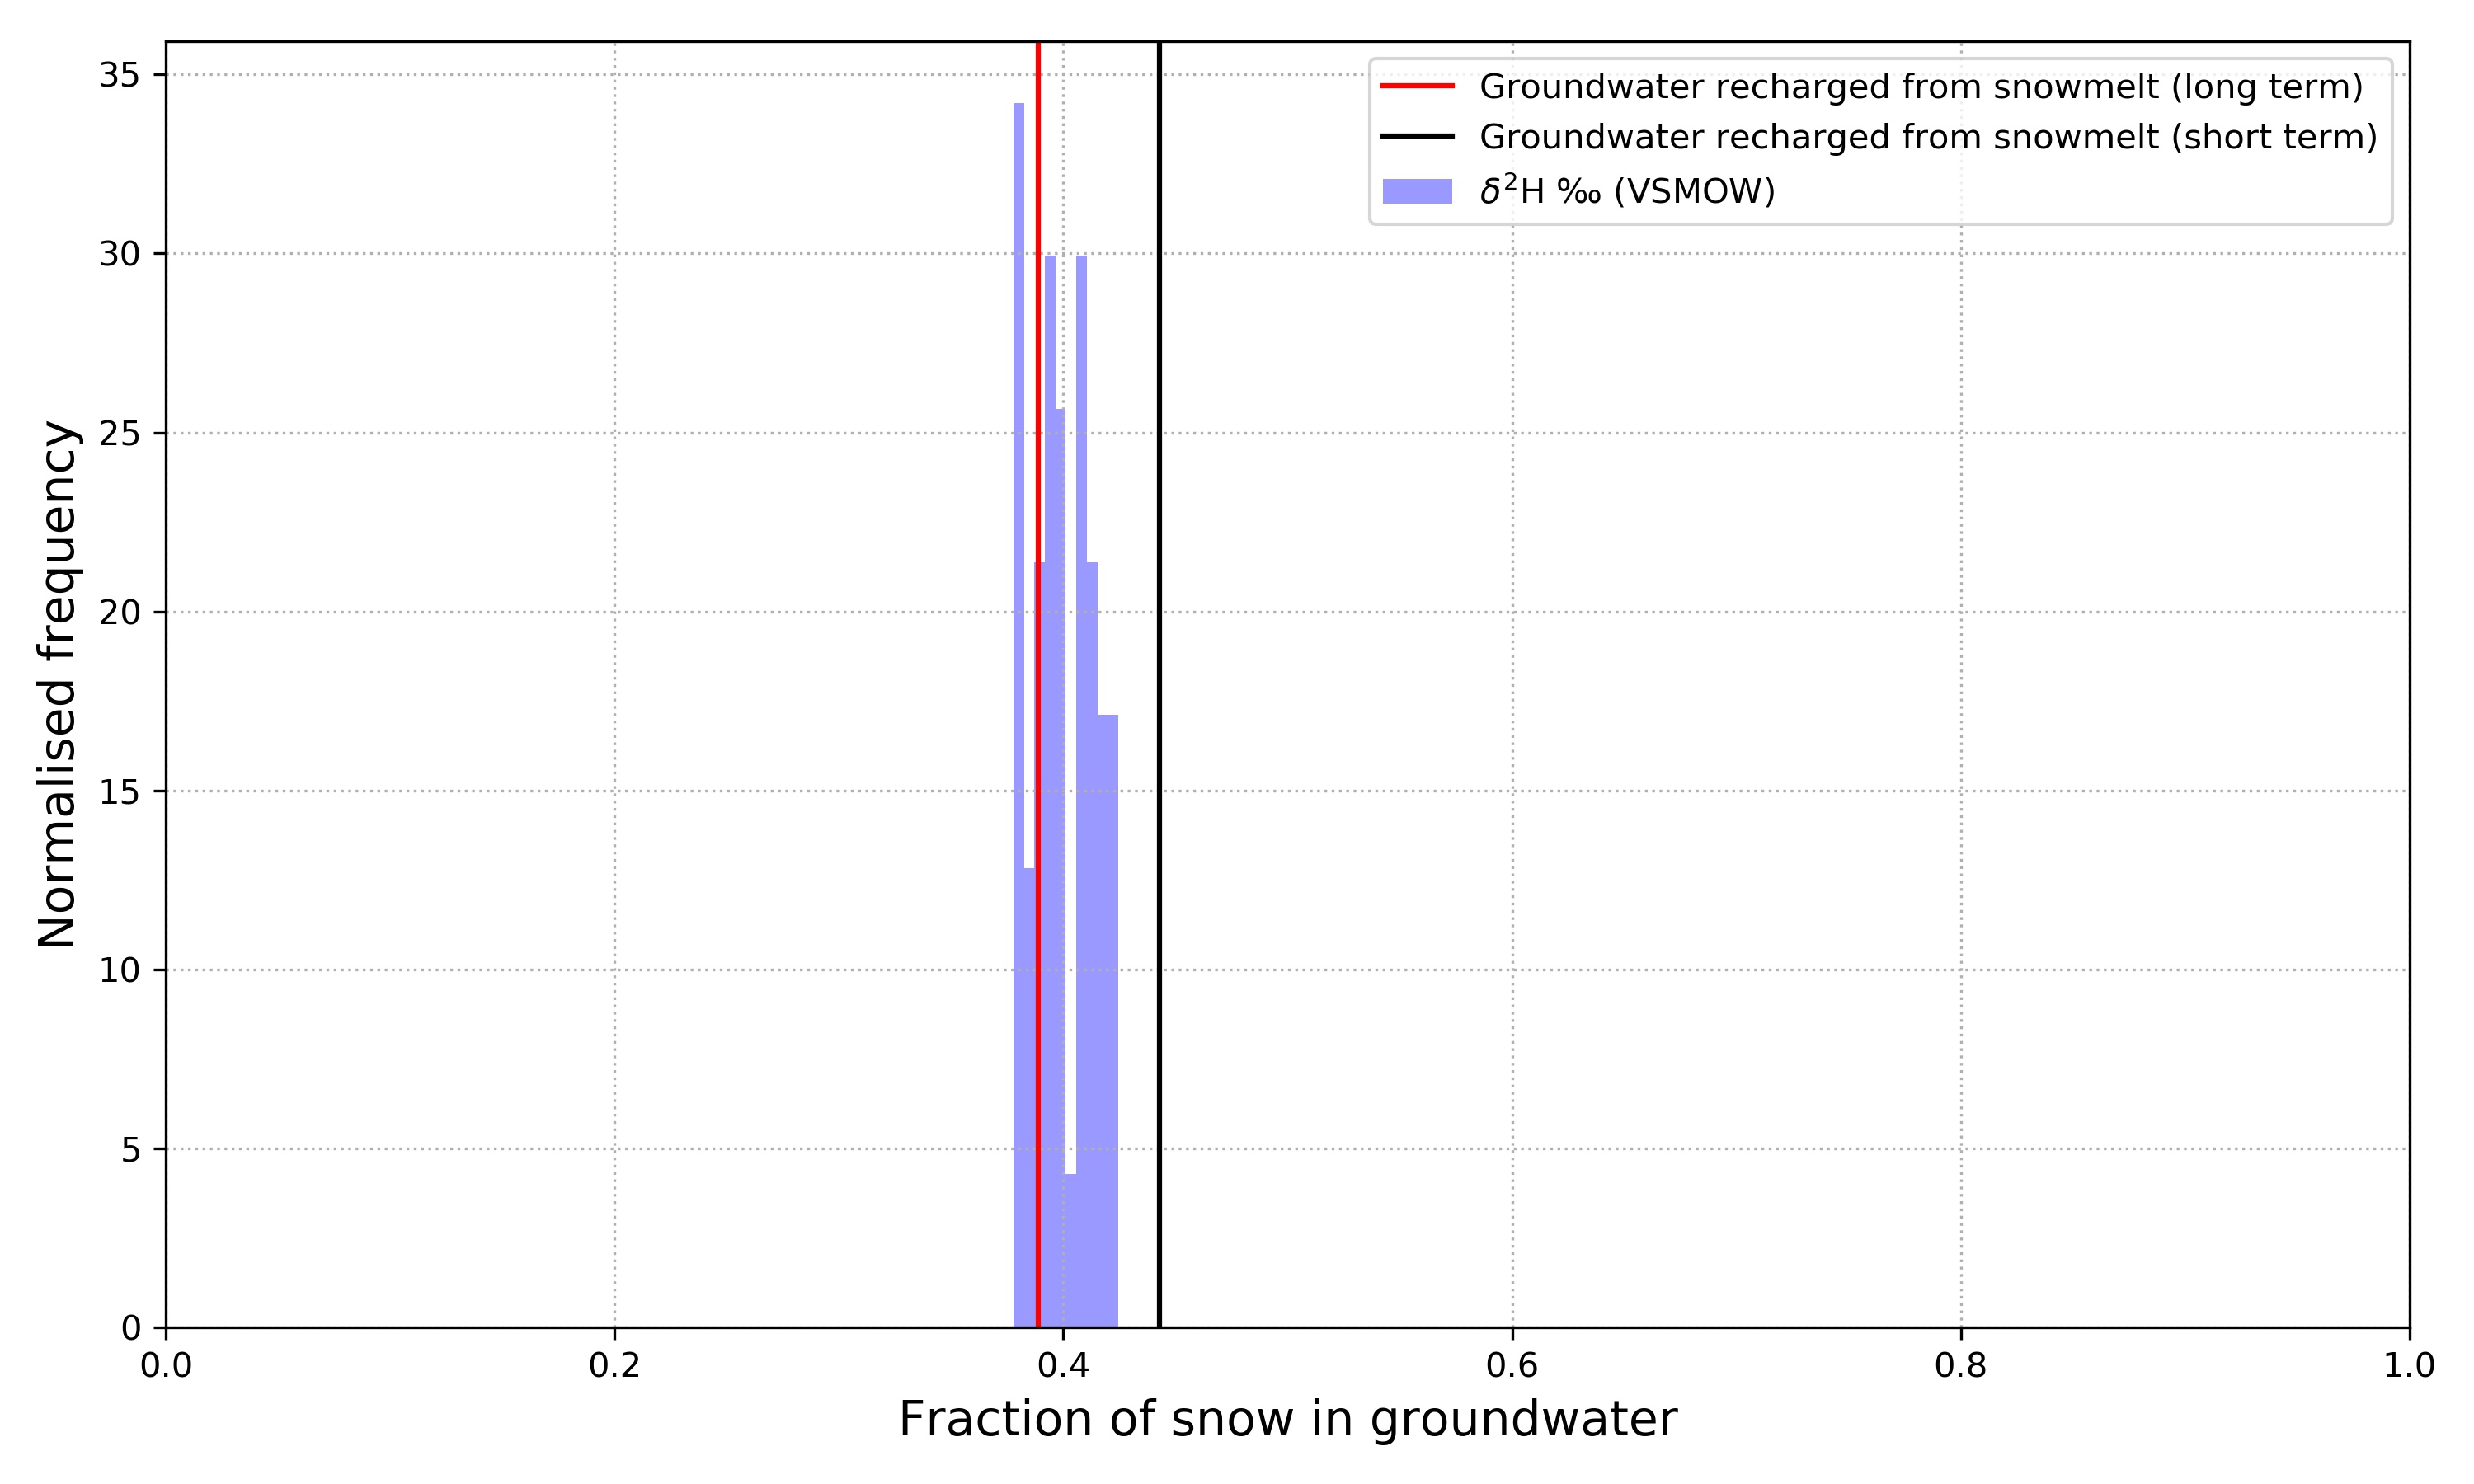 Groundwater recharged from snowmelt (long term)
Groundwater recharged from snowmelt (short term)
δ²H ‰ (VSMOW)
Normalised frequency
35
30
25
20
15
10
5
0
0.0 0.2 0.4 0.6 0.8 1.0
Fraction of snow in groundwater